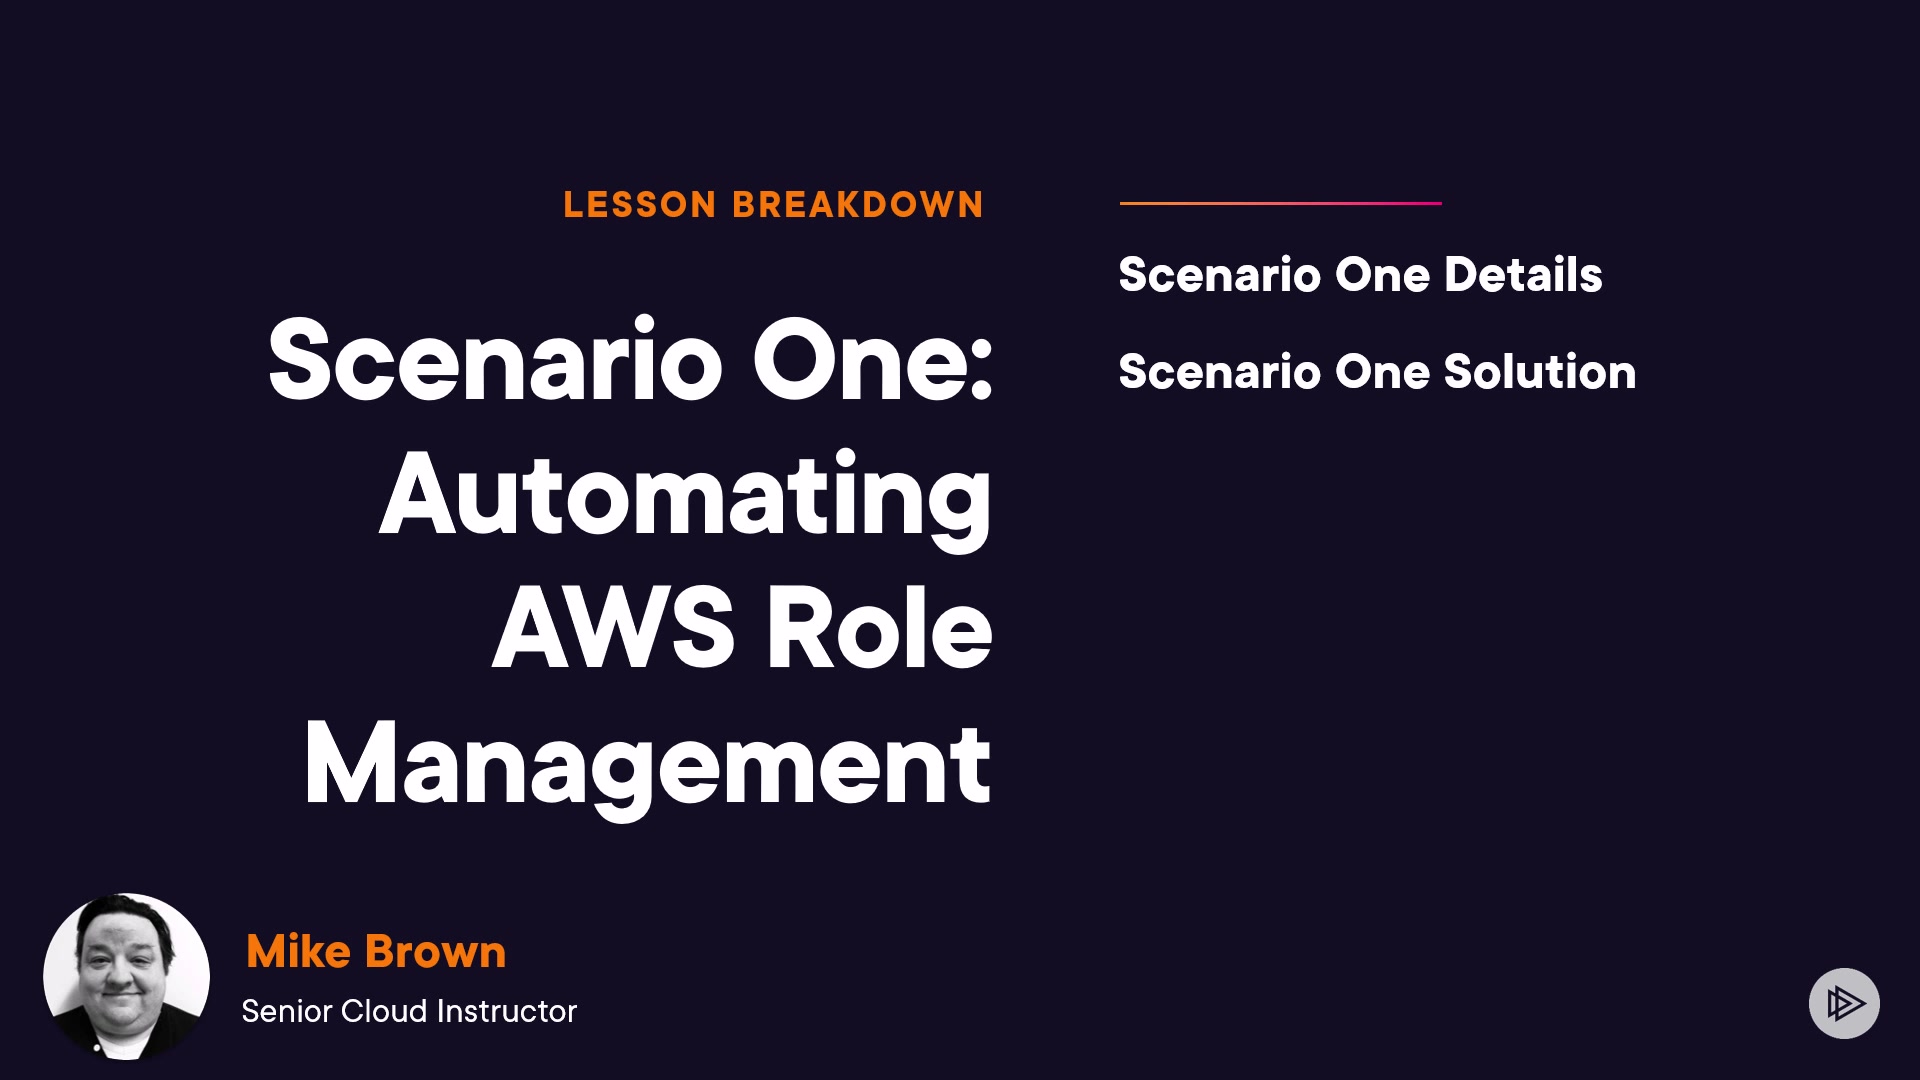 LESSON BREAKDOWN
Scenario One:
Automating
AWS Role
Management
Scenario One Details
Scenario One Solution
Mike Brown
Senior Cloud Instructor